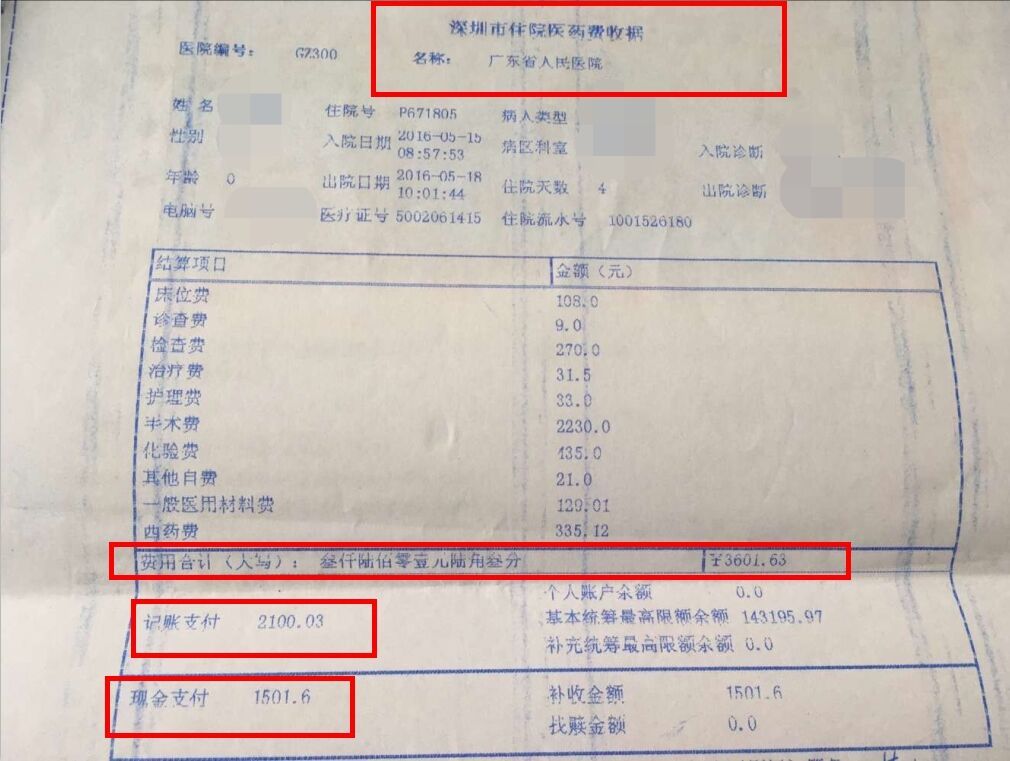 深圳市住院医药费收据
医院编号： GZ300 名称： 广东省人民医院
姓名 住院号 P671805 病人类型
性别 入院日期 2016-05-15 08:57:53 病区科室 入院诊断
年龄 0 出院日期 2016-05-18 10:01:44 住院天数 4 出院诊断
电脑号 医疗证号 5002061415 住院流水号 1001526180
结算项目 金额（元）
床位费 108.0
诊查费 9.0
检查费 270.0
治疗费 31.5
护理费 33.0
手术费 2230.0
化验费 435.0
其他自费 21.0
一般医用材料费 129.01
西药费 335.12
费用合计（大写）： 叁仟陆佰零壹元陆角叁分 ￥3601.63
个人账户余额 0.0
记账支付 2100.03 基本统筹最高限额余额 143195.97
补充统筹最高限额余额 0.0
现金支付 1501.6 补收金额 1501.6
找赎金额 0.0